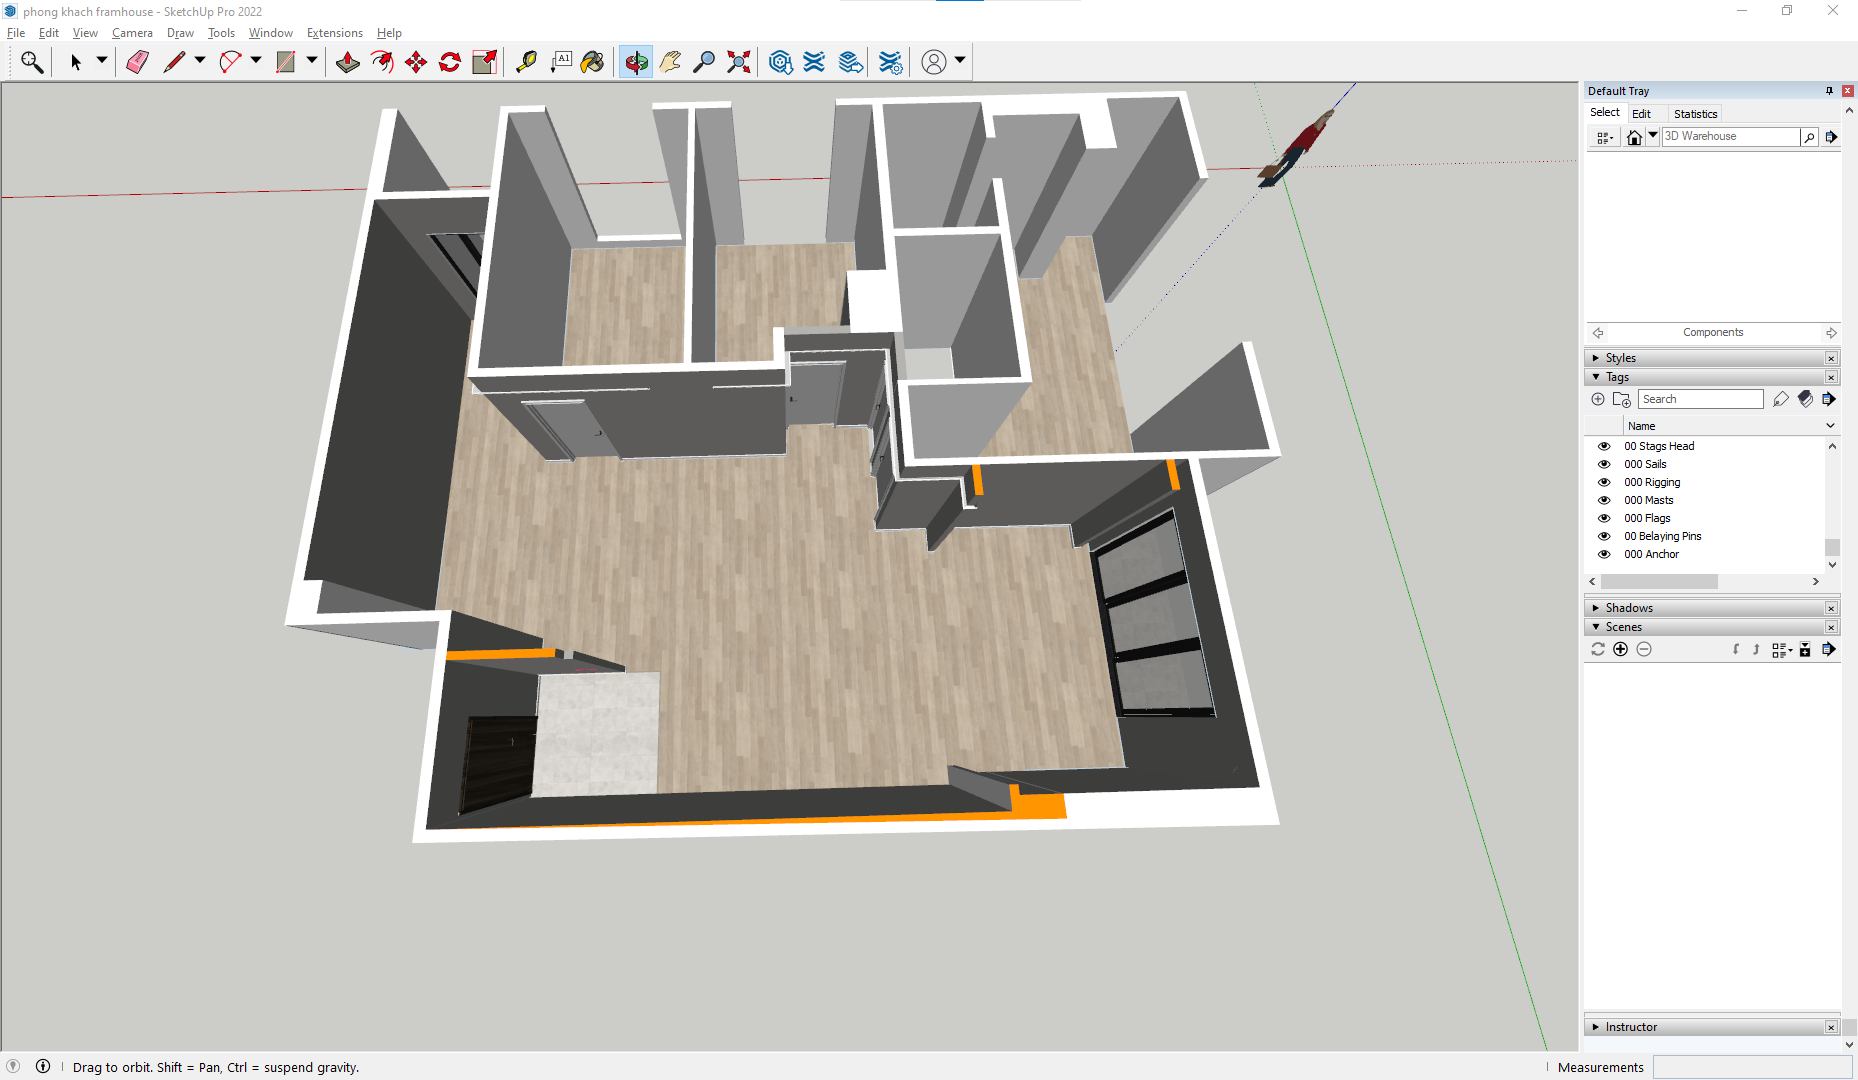 phong khach framhouse - SketchUp Pro 2022
File Edit View Camera Draw Tools Window Extensions Help
A1
Default Tray
Select Edit Statistics
3D Warehouse
Components
Styles
Tags
Search
Name
00 Stags Head
000 Sails
000 Rigging
000 Masts
000 Flags
00 Belaying Pins
000 Anchor
Shadows
Scenes
Instructor
Drag to orbit. Shift = Pan, Ctrl = suspend gravity.
Measurements